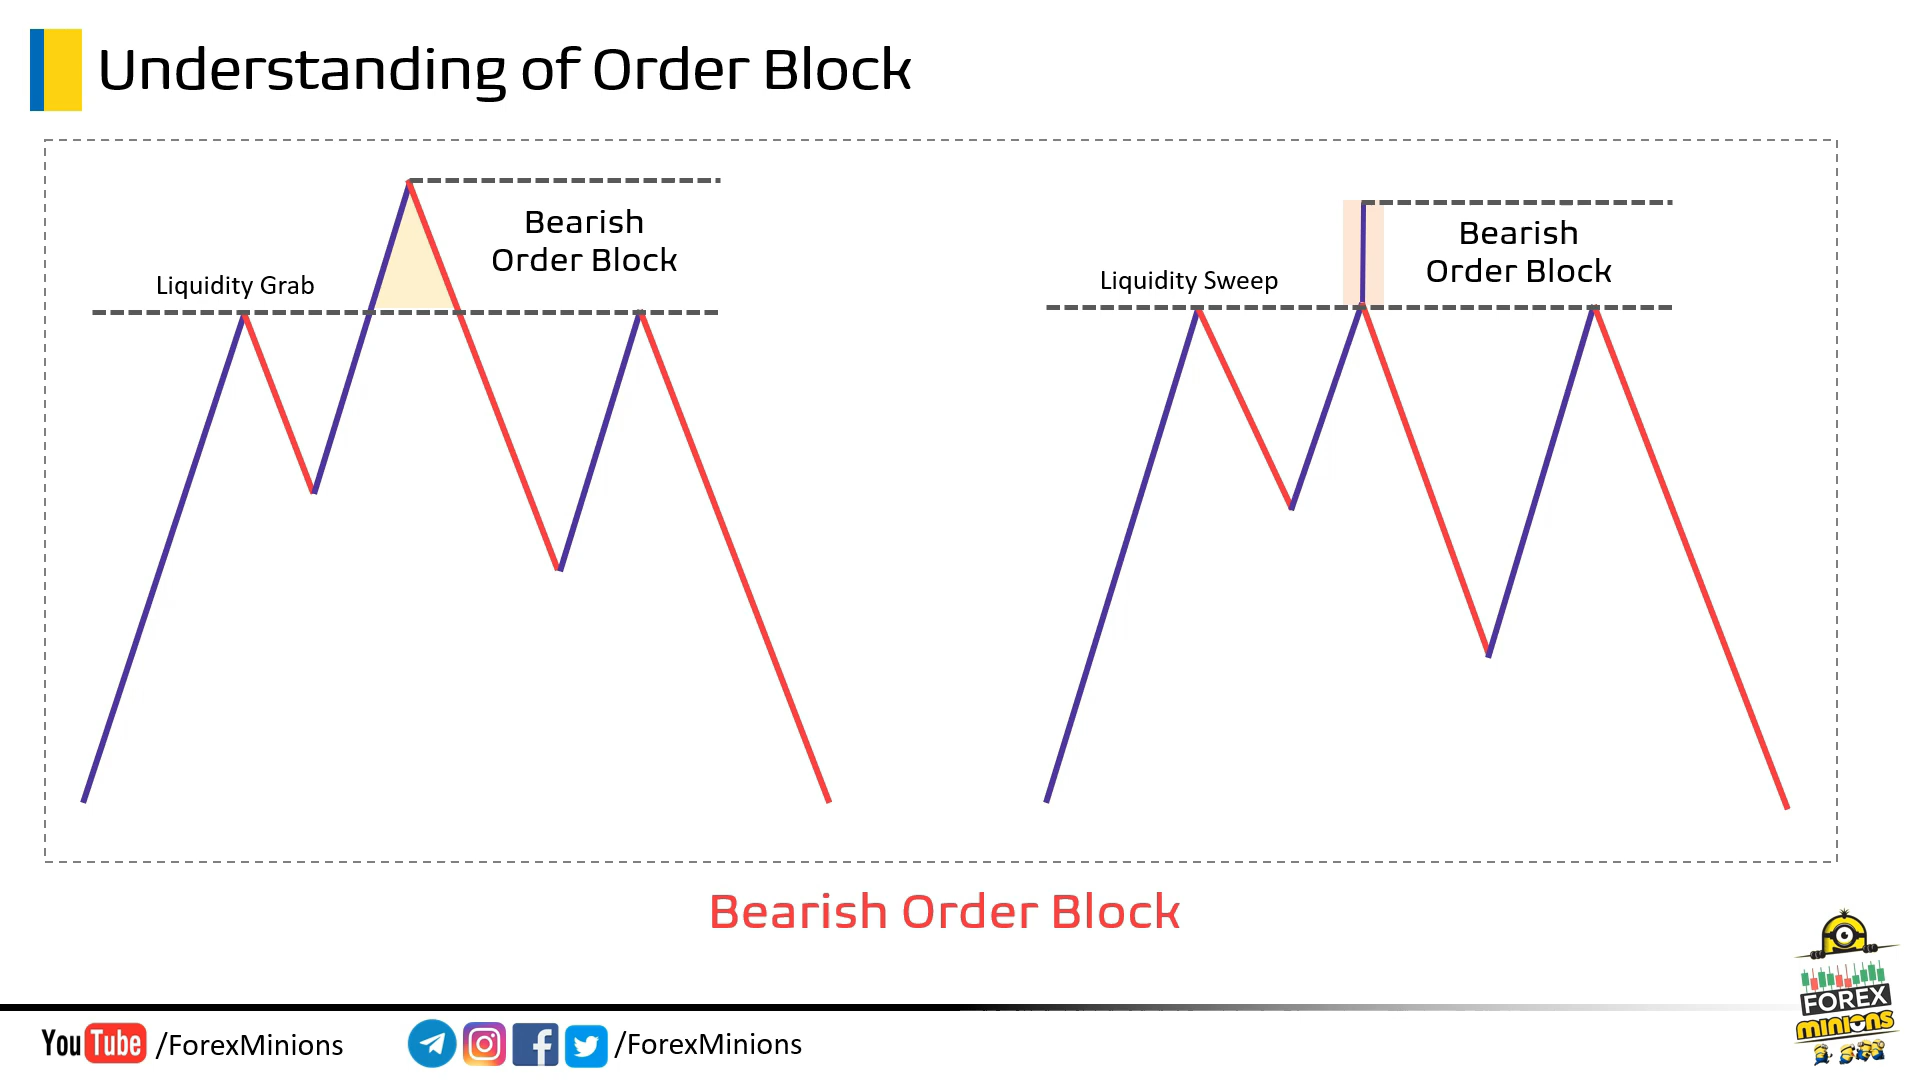 Understanding of Order Block
Bearish
Order Block
Liquidity Grab
Bearish
Order Block
Liquidity Sweep
Bearish Order Block
FOREX
MINIONS
YouTube /ForexMinions
/ForexMinions